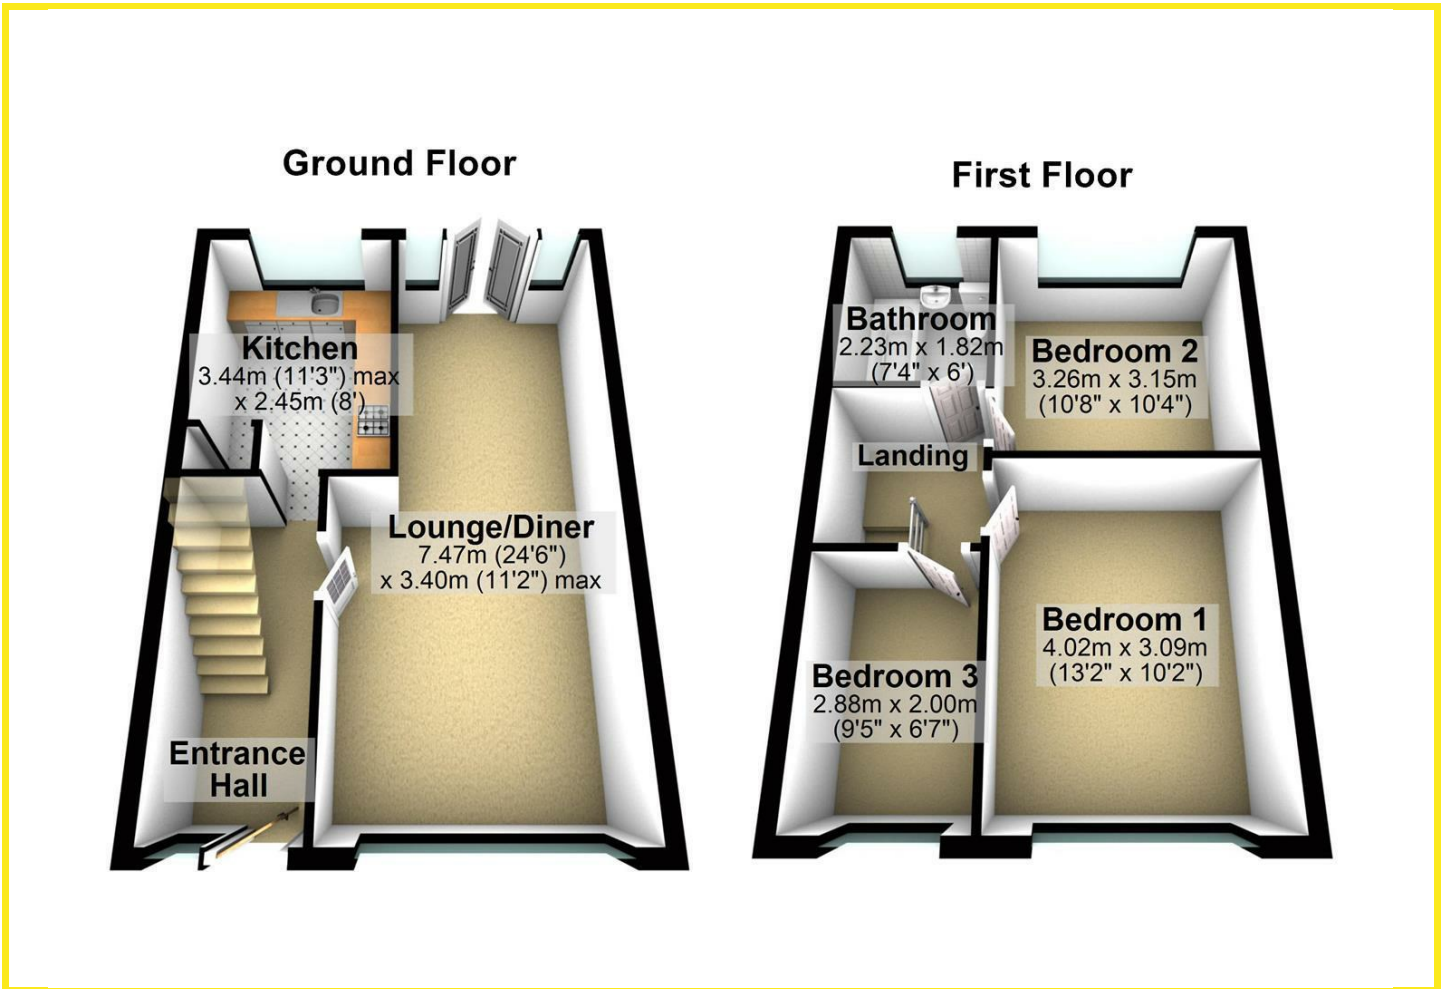 Ground Floor
Kitchen
3.44m (11'3") max
x 2.45m (8')
Lounge/Diner
7.47m (24'6")
x 3.40m (11'2") max
Entrance
Hall
First Floor
Bathroom
2.23m x 1.82m
(7'4" x 6')
Bedroom 2
3.26m x 3.15m
(10'8" x 10'4")
Landing
Bedroom 1
4.02m x 3.09m
(13'2" x 10'2")
Bedroom 3
2.88m x 2.00m
(9'5" x 6'7")